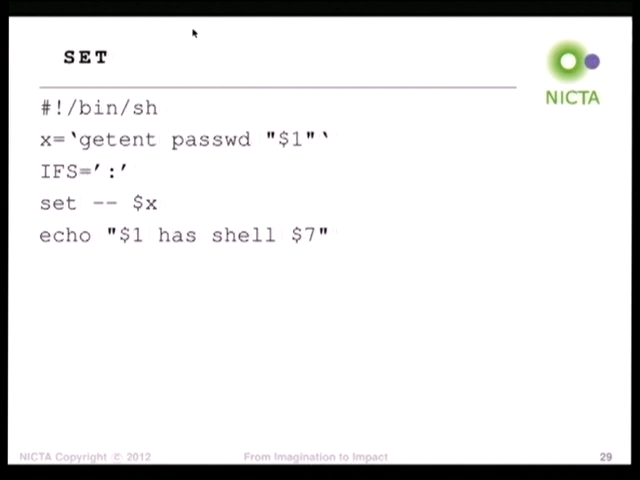 SET
NICTA
#!/bin/sh
x=`getent passwd "$1"`
IFS=':'
set -- $x
echo "$1 has shell $7"
NICTA Copyright © 2012
From Imagination to Impact
29